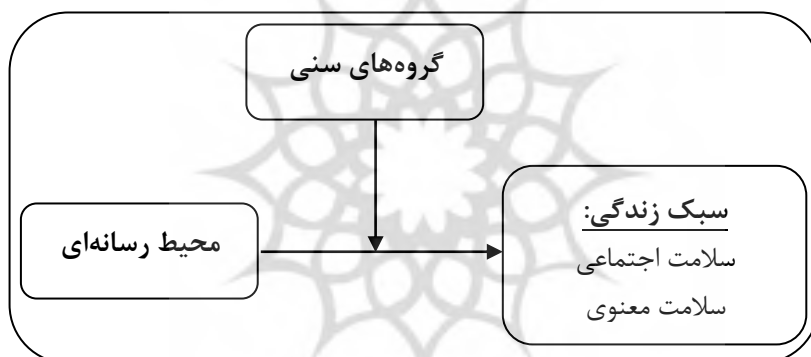 گروه‌های سنی
محیط رسانه‌ای
سبک زندگی:
سلامت اجتماعی
سلامت معنوی